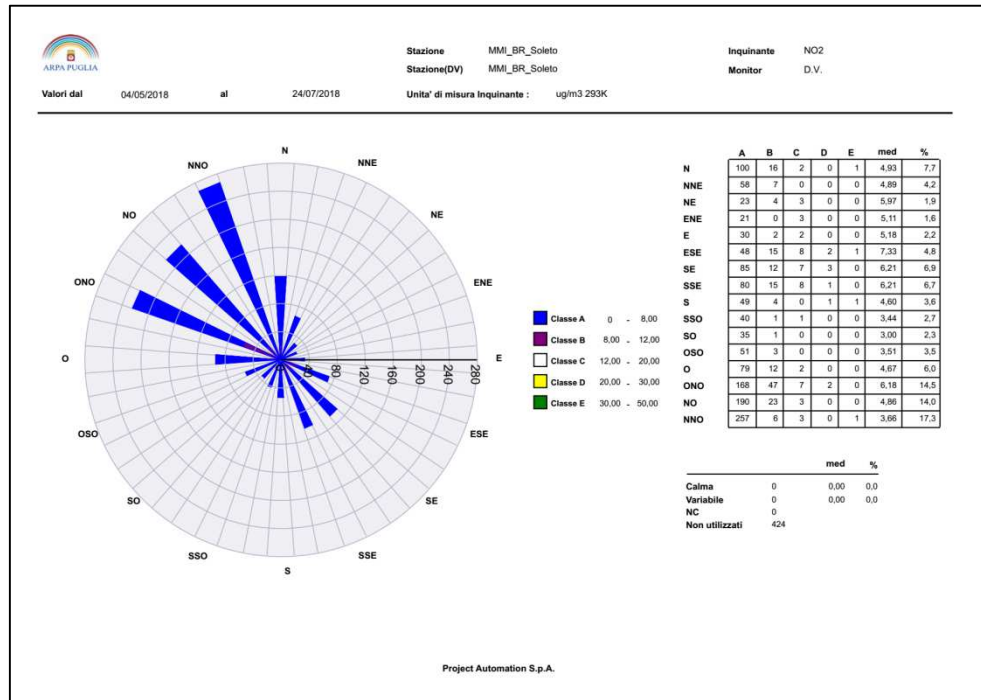 ARPA PUGLIA
Stazione MMI_BR_Soleto Inquinante NO2
Stazione(DV) MMI_BR_Soleto Monitor D.V.
Valori dal 04/05/2018 al 24/07/2018 Unita' di misura Inquinante : ug/m3 293K
N
NNE
NE
ENE
E
ESE
SE
SSE
S
SSO
SO
OSO
O
ONO
NO
NNO
0 40 80 120 160 200 240 280
Classe A 0 - 8,00
Classe B 8,00 - 12,00
Classe C 12,00 - 20,00
Classe D 20,00 - 30,00
Classe E 30,00 - 50,00
A B C D E med %
N 100 16 2 0 1 4,93 7,7
NNE 58 7 0 0 0 4,89 4,2
NE 23 4 3 0 0 5,97 1,9
ENE 21 0 3 0 0 5,11 1,6
E 30 2 2 0 0 5,18 2,2
ESE 48 15 8 2 1 7,33 4,8
SE 85 12 7 3 0 6,21 6,9
SSE 80 15 8 1 0 6,21 6,7
S 49 4 0 1 1 4,60 3,6
SSO 40 1 1 0 0 3,44 2,7
SO 35 1 0 0 0 3,00 2,3
OSO 51 3 0 0 0 3,51 3,5
O 79 12 2 0 0 4,67 6,0
ONO 168 47 7 2 0 6,18 14,5
NO 190 23 3 0 0 4,86 14,0
NNO 257 6 3 0 1 3,66 17,3
med %
Calma 0 0,00 0,0
Variabile 0 0,00 0,0
NC 0
Non utilizzati 424
Project Automation S.p.A.